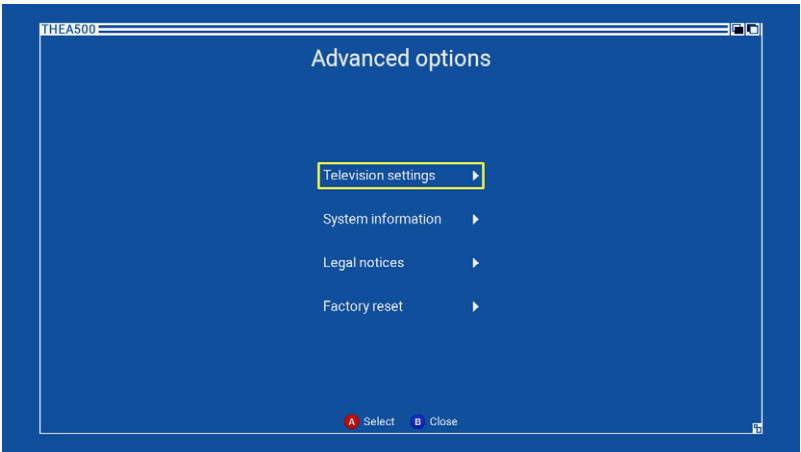 THEA500
Advanced options
Television settings
System information
Legal notices
Factory reset
A Select B Close